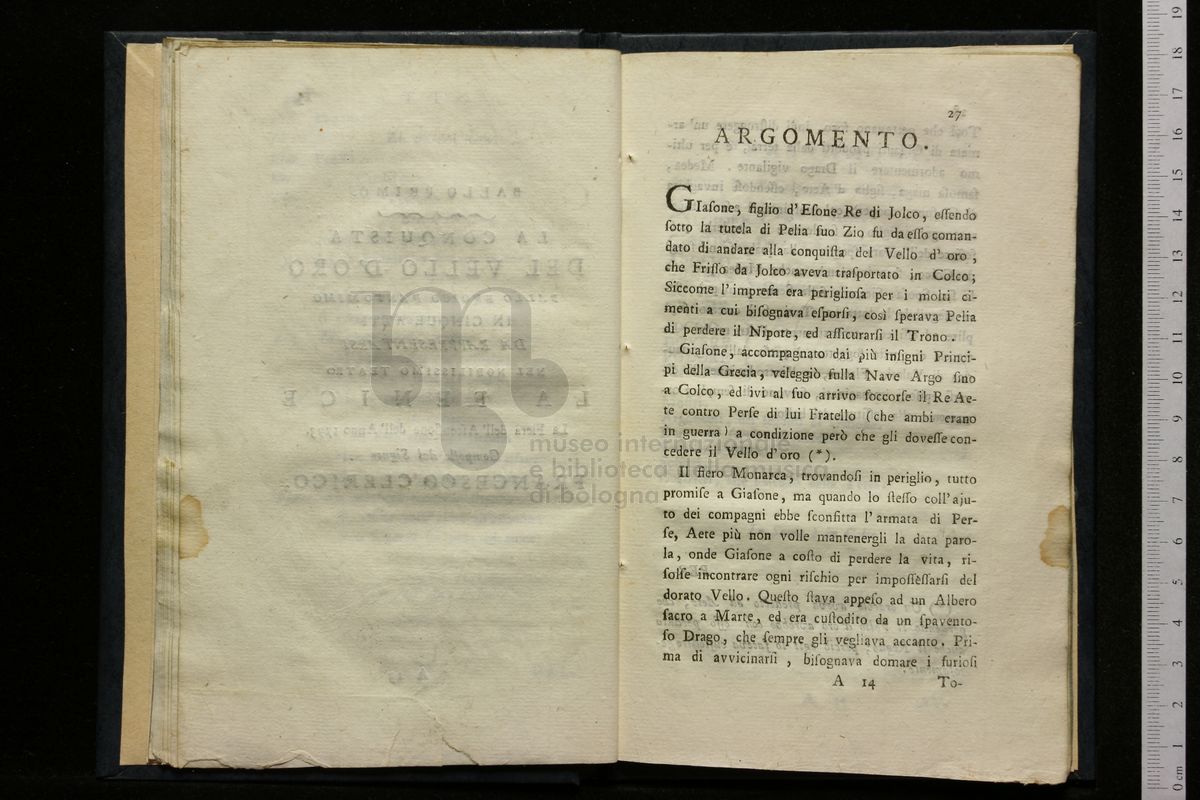 27
ARGOMENTO.
GIaſone, figlio d'Eſone Re di Jolco, eſſendo
ſotto la tutela di Pelia ſuo Zio fu da eſſo coman-
dato di andare alla conquiſta del Vello d'oro,
che Friſſo da Jolco aveva traſportato in Colco;
Siccome l'impreſa era periglioſa per i molti ci-
menti a cui biſognava eſporſi, così ſperava Pelia
di perdere il Nipote, ed aſſicurarſi il Trono.
Giaſone, accompagnato dai più inſigni Princi-
pi della Grecia, veleggiò ſulla Nave Argo ſino
a Colco, ed ivi al ſuo arrivo ſoccorſe il Re Ae-
te contro Perſe di lui Fratello (che ambi erano
in guerra) a condizione però che gli doveſſe con-
cedere il Vello d'oro (*).
Il fiero Monarca, trovandoſi in periglio, tutto
promiſe a Giaſone, ma quando lo ſteſſo coll'aju-
to dei compagni ebbe ſconfitta l'armata di Per-
ſe, Aete più non volle mantenergli la data paro-
la, onde Giaſone a coſto di perdere la vita, ri-
ſolſe incontrare ogni riſchio per impoſſèſſarſi del
dorato Vello. Queſto ſtava appeſo ad un Albero
ſacro a Marte, ed era cuſtodito da un ſpavento-
ſo Drago, che ſempre gli vegliava accanto. Pri-
ma di avvicinarſi, biſognava domare i furioſi
A 14 To-
museo internazionale
e biblioteca della musica
di bologna